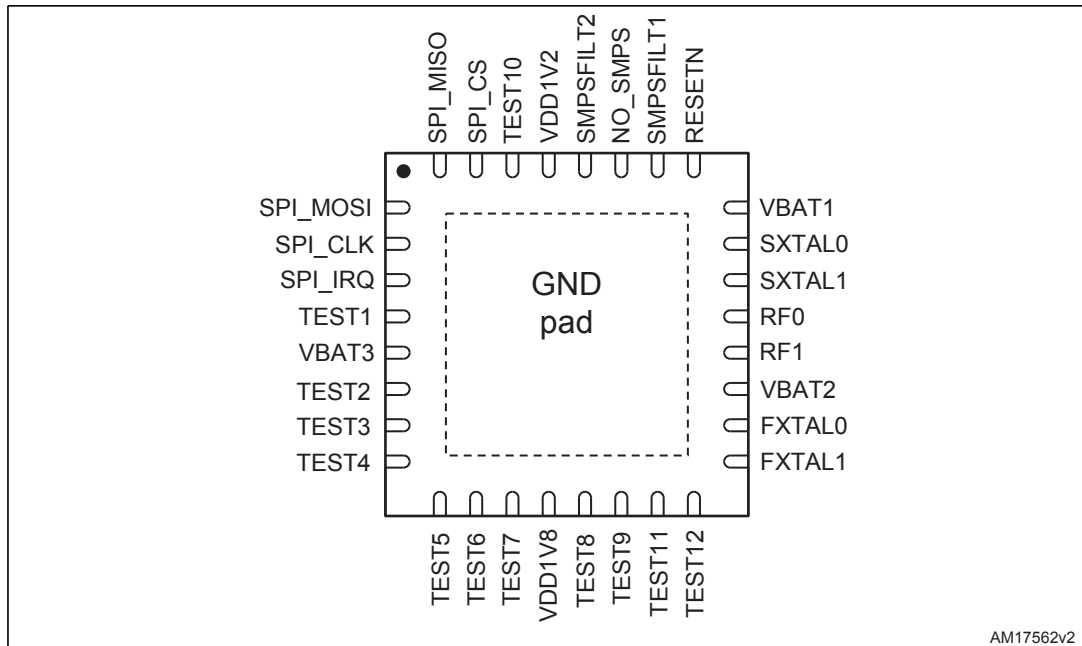 SPI_MISO
SPI_CS
TEST10
VDD1V2
SMPSFILT2
NO_SMPS
SMPSFILT1
RESETN
SPI_MOSI
SPI_CLK
SPI_IRQ
TEST1
VBAT3
TEST2
TEST3
TEST4
GND
pad
VBAT1
SXTAL0
SXTAL1
RF0
RF1
VBAT2
FXTAL0
FXTAL1
TEST5
TEST6
TEST7
VDD1V8
TEST8
TEST9
TEST11
TEST12
AM17562v2